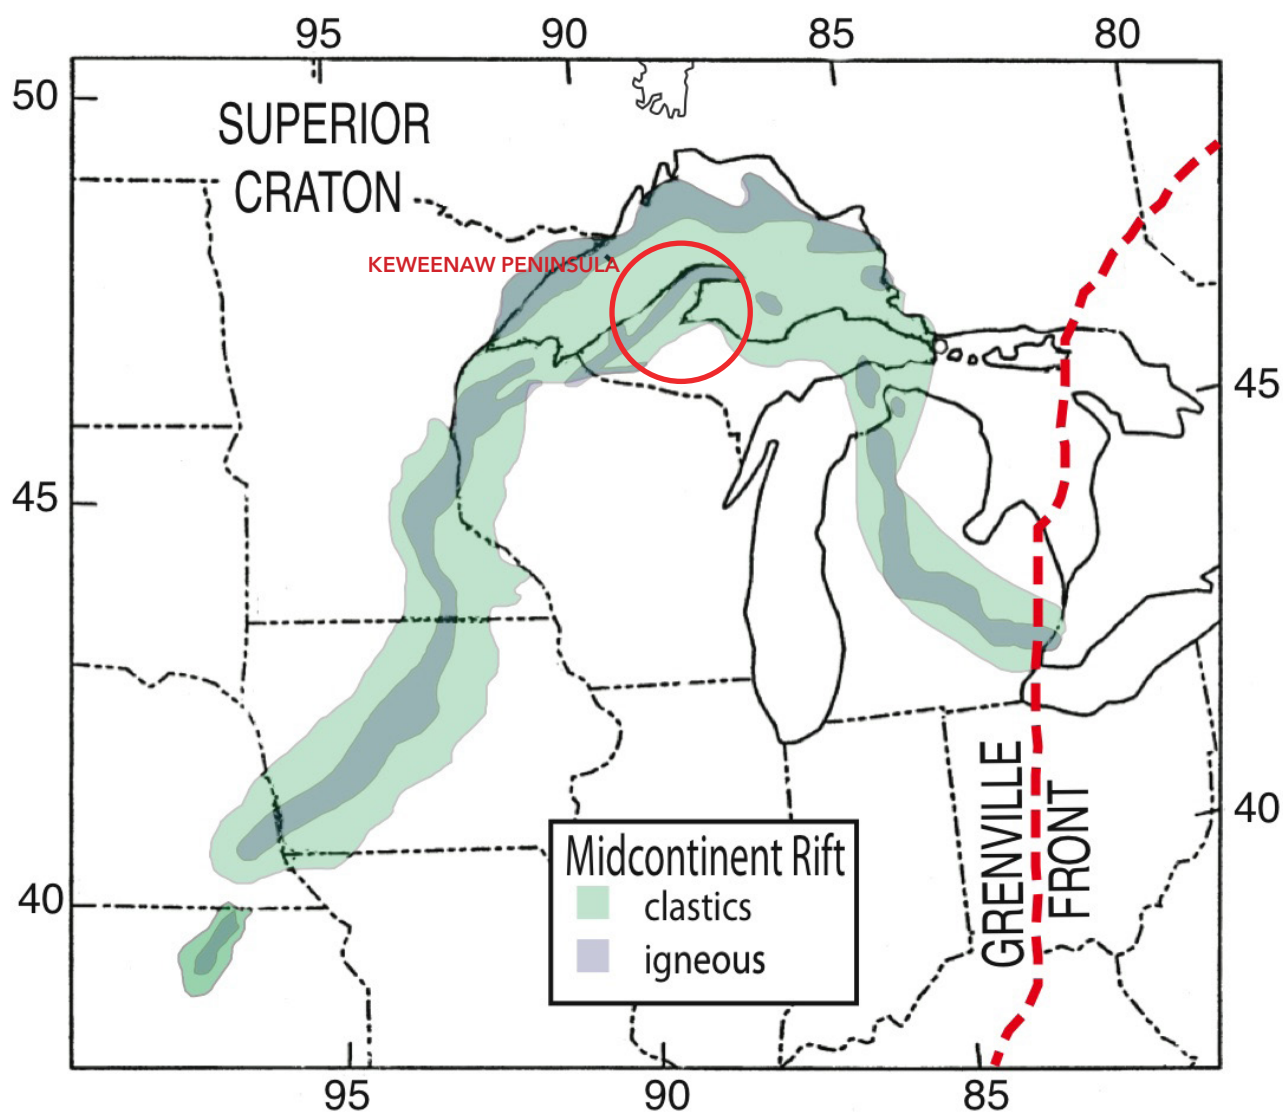 95 90 85 80
50
SUPERIOR
CRATON
KEWEENAW PENINSULA
45
45
40
40
GRENVILLE
FRONT
Midcontinent Rift
clastics
igneous
95 90 85